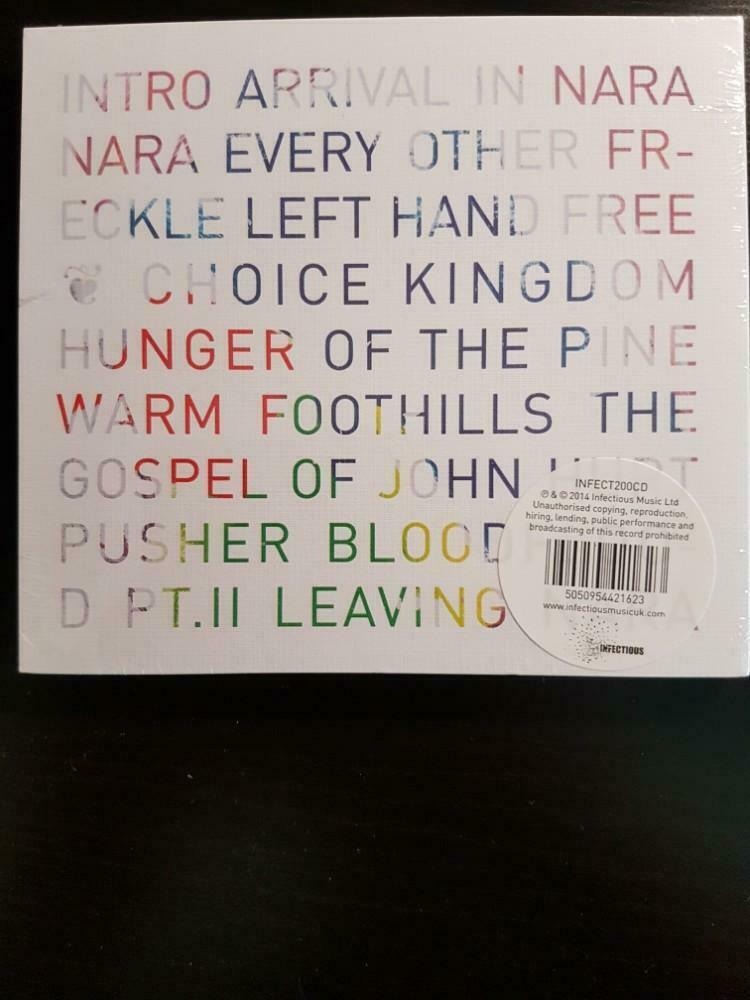 INTRO ARRIVAL IN NARA
NARA EVERY OTHER FR-
ECKLE LEFT HAND FREE
❦ CHOICE KINGDOM
HUNGER OF THE PINE
WARM FOOTHILLS THE
GOSPEL OF JOHN HURT
PUSHER BLOOD
D PT.II LEAVING
INFECT200CD
℗ & © 2014 Infectious Music Ltd
Unauthorised copying, reproduction,
hiring, lending, public performance and
broadcasting of this record prohibited
5050954421623
www.infectiousmusicuk.com
INFECTIOUS